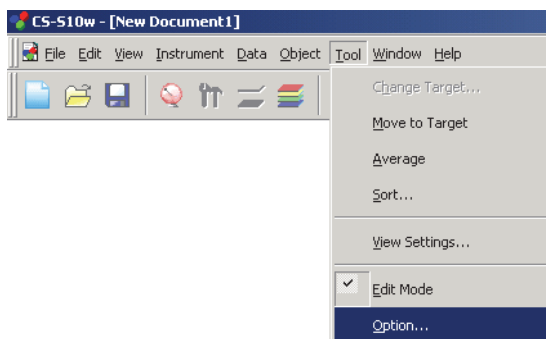 CS-S10w - [New Document1]
File Edit View Instrument Data Object Tool Window Help
Change Target...
Move to Target
Average
Sort...
View Settings...
Edit Mode
Option...